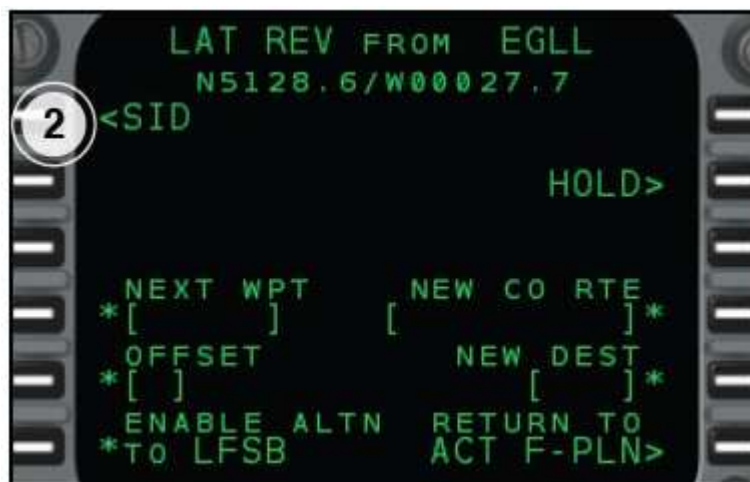 LAT REV FROM EGLL
N5128.6/W00027.7
2 <SID
HOLD>
NEXT WPT NEW CO RTE
*[ ] [ ]*
OFFSET NEW DEST
*[ ] [ ]*
ENABLE ALTN RETURN TO
*TO LFSB ACT F-PLN>